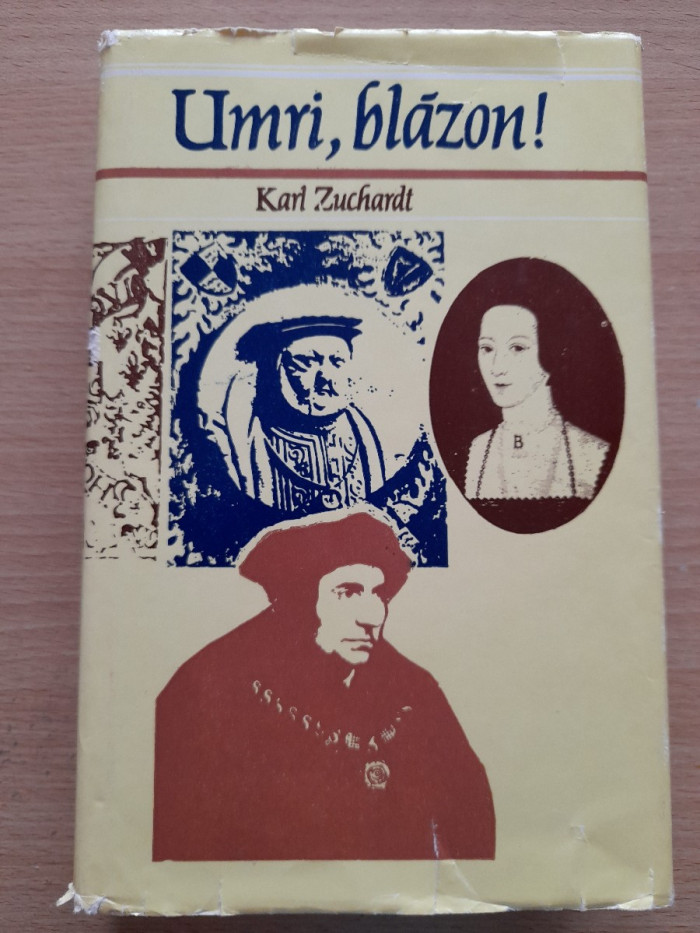 Umri, blázon!
Karl Zuchardt
B